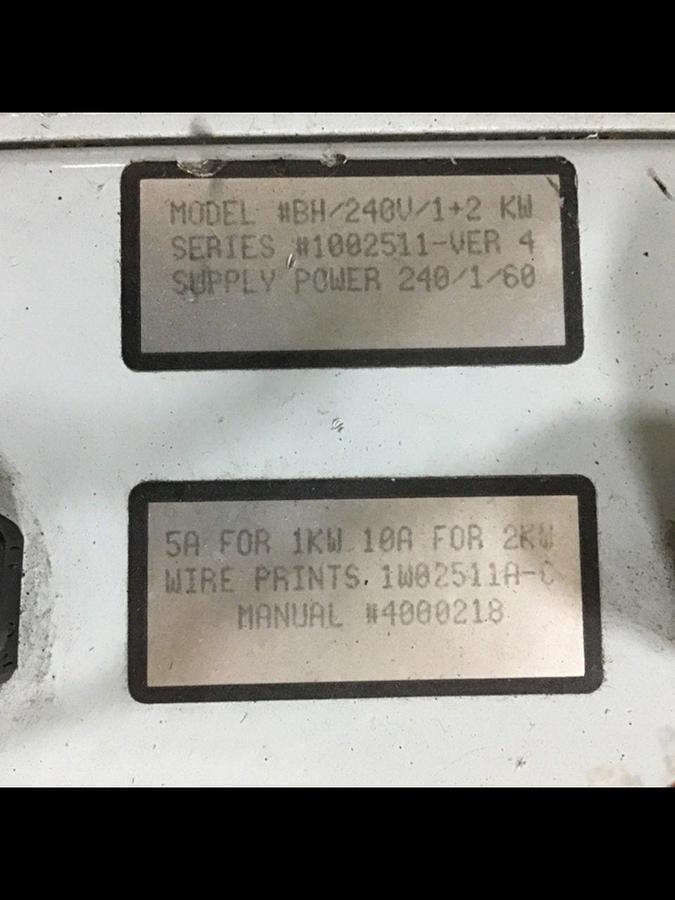 MODEL #BH/240V/1+2 KW
SERIES #1002511-VER 4
SUPPLY POWER 240/1/60
5A FOR 1KW 10A FOR 2KW
WIRE PRINTS. 1W02511A-C
MANUAL #4000218